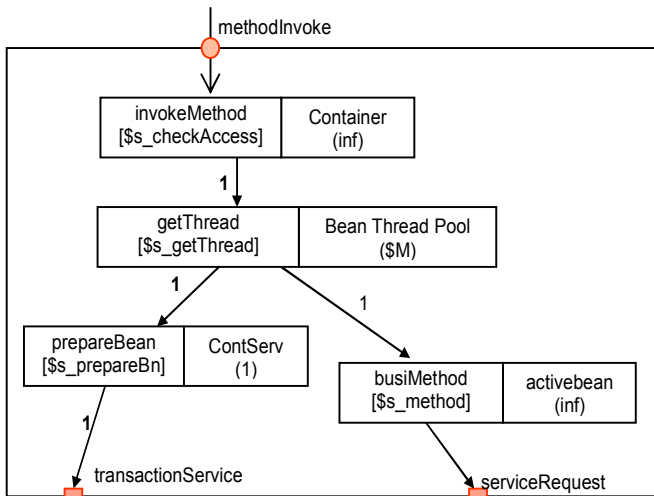 methodInvoke
invokeMethod
[$s_checkAccess]
Container
(inf)
1
getThread
[$s_getThread]
Bean Thread Pool
($M)
1
1
prepareBean
[$s_prepareBn]
ContServ
(1)
busiMethod
[$s_method]
activebean
(inf)
1
transactionService
serviceRequest